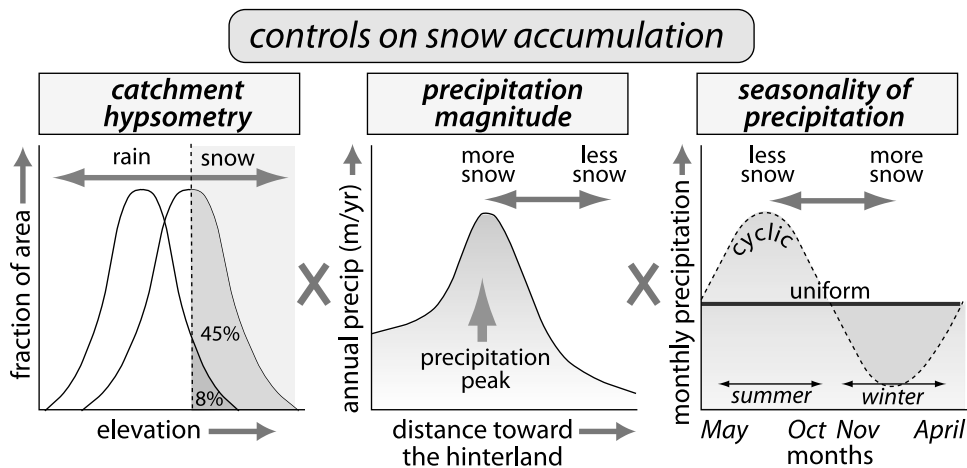 controls on snow accumulation
catchment
hypsometry
rain
snow
fraction of area
45%
8%
elevation
X
precipitation
magnitude
more
snow
less
snow
annual precip (m/yr)
precipitation
peak
distance toward
the hinterland
X
seasonality of
precipitation
less
snow
more
snow
monthly precipitation
cyclic
uniform
summer
winter
May
Oct Nov
April
months